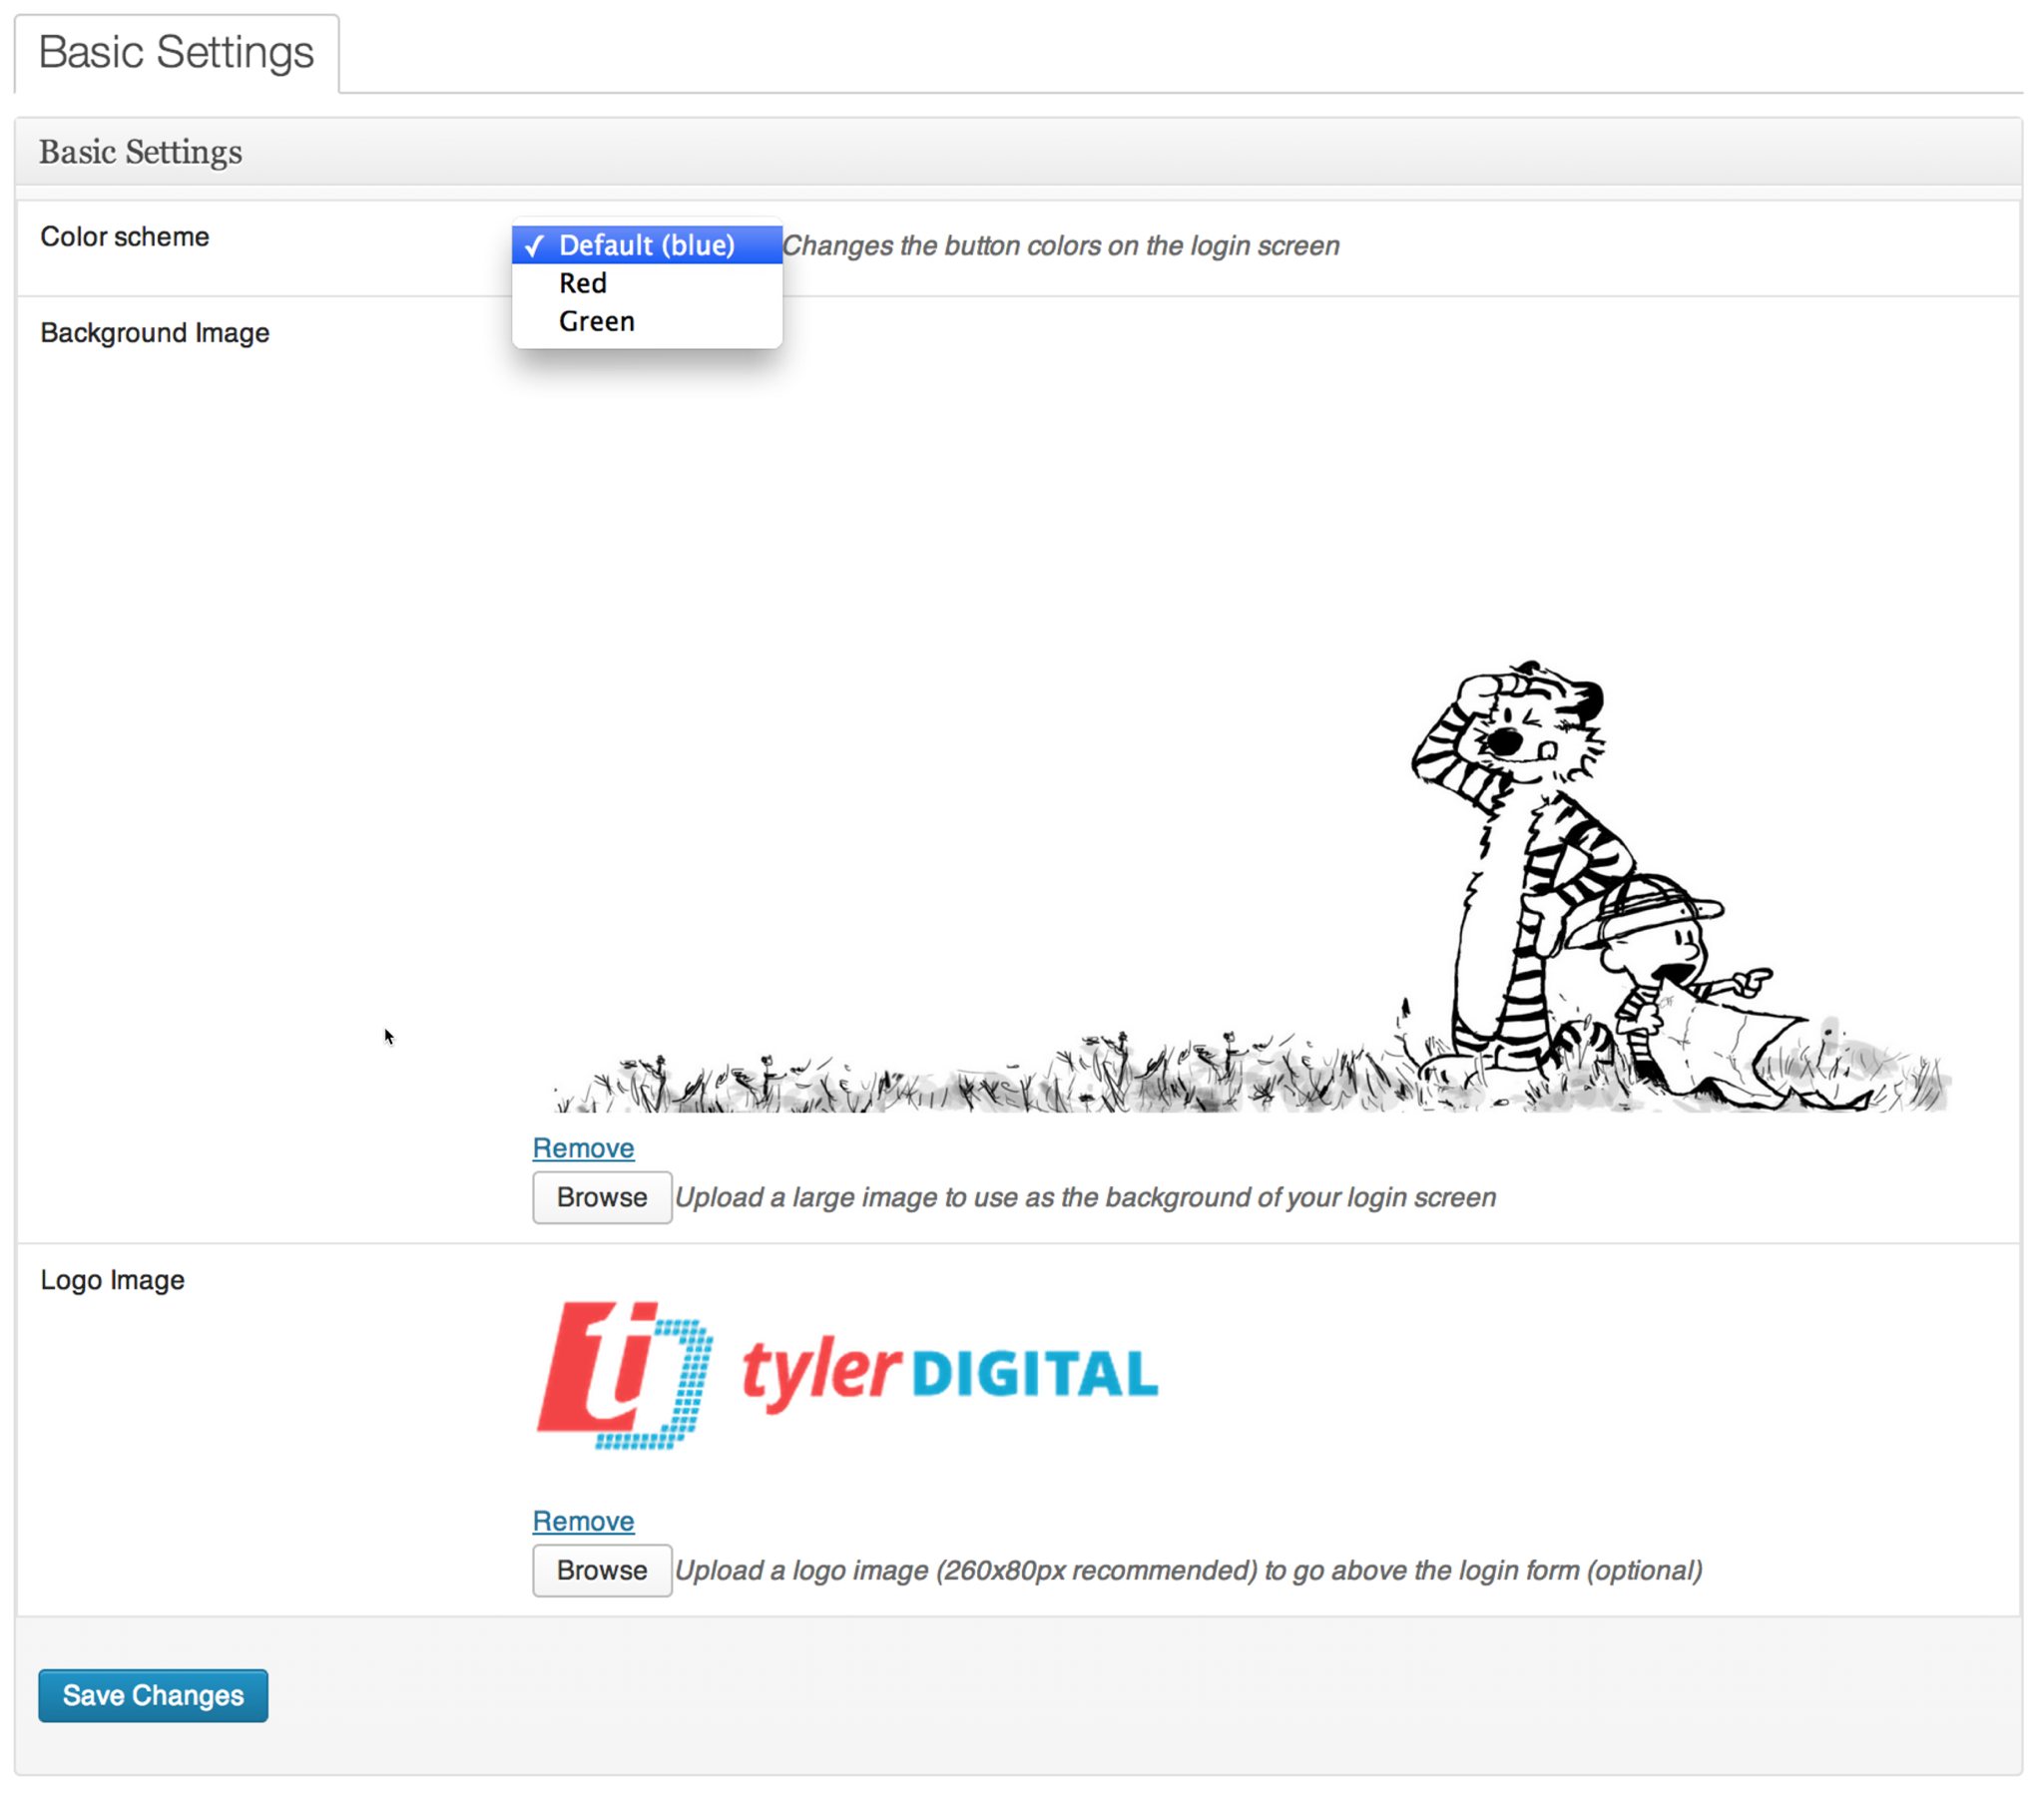 Basic Settings
Basic Settings
Color scheme
✓ Default (blue) Changes the button colors on the login screen
Red
Green
Background Image
Remove
Browse Upload a large image to use as the background of your login screen
Logo Image
tyler DIGITAL
Remove
Browse Upload a logo image (260x80px recommended) to go above the login form (optional)
Save Changes